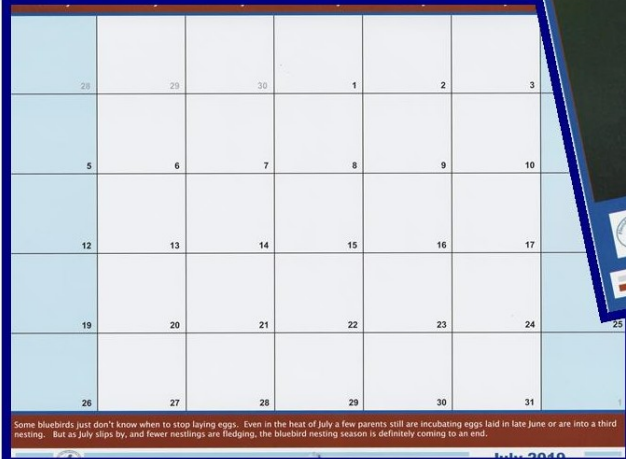 28 29 30 1 2 3
5 6 7 8 9 10
12 13 14 15 16 17
19 20 21 22 23 24 25
26 27 28 29 30 31 1
Some bluebirds just don't know when to stop laying eggs. Even in the heat of July a few parents still are incubating eggs laid in late June or are into a third
nesting. But as July slips by, and fewer nestlings are fledging, the bluebird nesting season is definitely coming to an end.